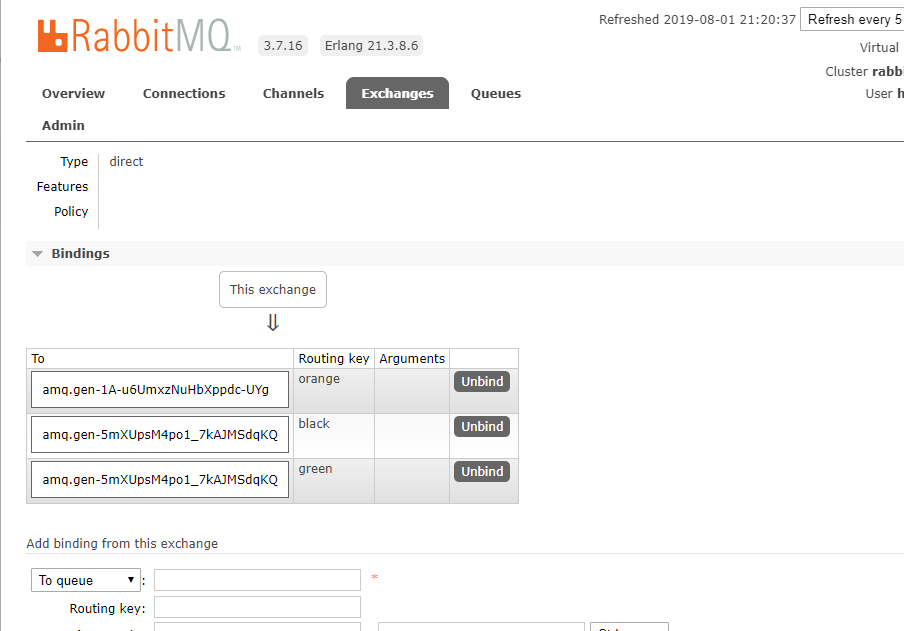 RabbitMQ TM 3.7.16 Erlang 21.3.8.6
Refreshed 2019-08-01 21:20:37 Refresh every 5
Virtual
Cluster rabbi
User h
Overview Connections Channels Exchanges Queues
Admin
Type direct
Features
Policy
Bindings
This exchange
⇓
To Routing key Arguments
amq.gen-1A-u6UmxzNuHbXppdc-UYg orange Unbind
amq.gen-5mXUpsM4po1_7kAJMSdqKQ black Unbind
amq.gen-5mXUpsM4po1_7kAJMSdqKQ green Unbind
Add binding from this exchange
To queue : *
Routing key: